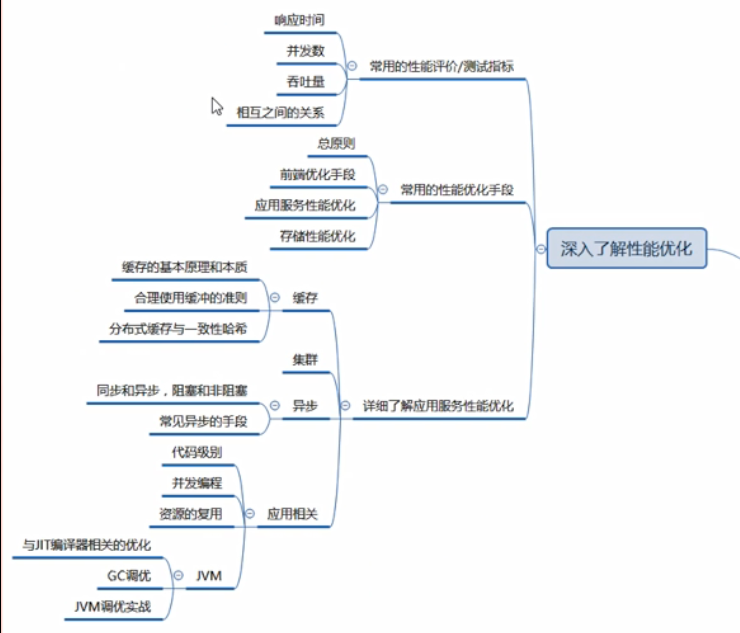 响应时间
并发数
常用的性能评价/测试指标
吞吐量
相互之间的关系
总原则
前端优化手段
常用的性能优化手段
应用服务性能优化
存储性能优化
深入了解性能优化
缓存的基本原理和本质
合理使用缓冲的准则
缓存
分布式缓存与一致性哈希
集群
同步和异步，阻塞和非阻塞
异步
详细了解应用服务性能优化
常见异步的手段
代码级别
并发编程
资源的复用
应用相关
与JIT编译器相关的优化
GC调优
JVM
JVM调优实战